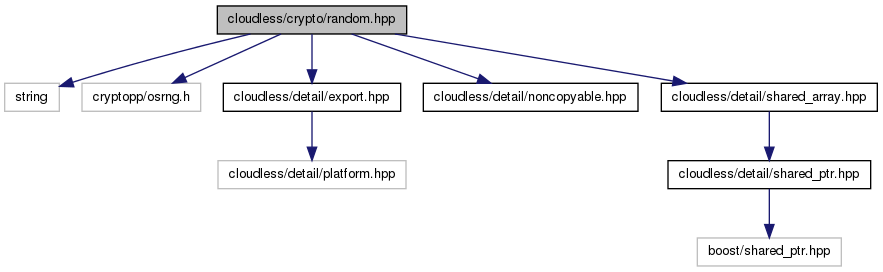 cloudless/crypto/random.hpp
string
cryptopp/osrng.h
cloudless/detail/export.hpp
cloudless/detail/noncopyable.hpp
cloudless/detail/shared_array.hpp
cloudless/detail/platform.hpp
cloudless/detail/shared_ptr.hpp
boost/shared_ptr.hpp